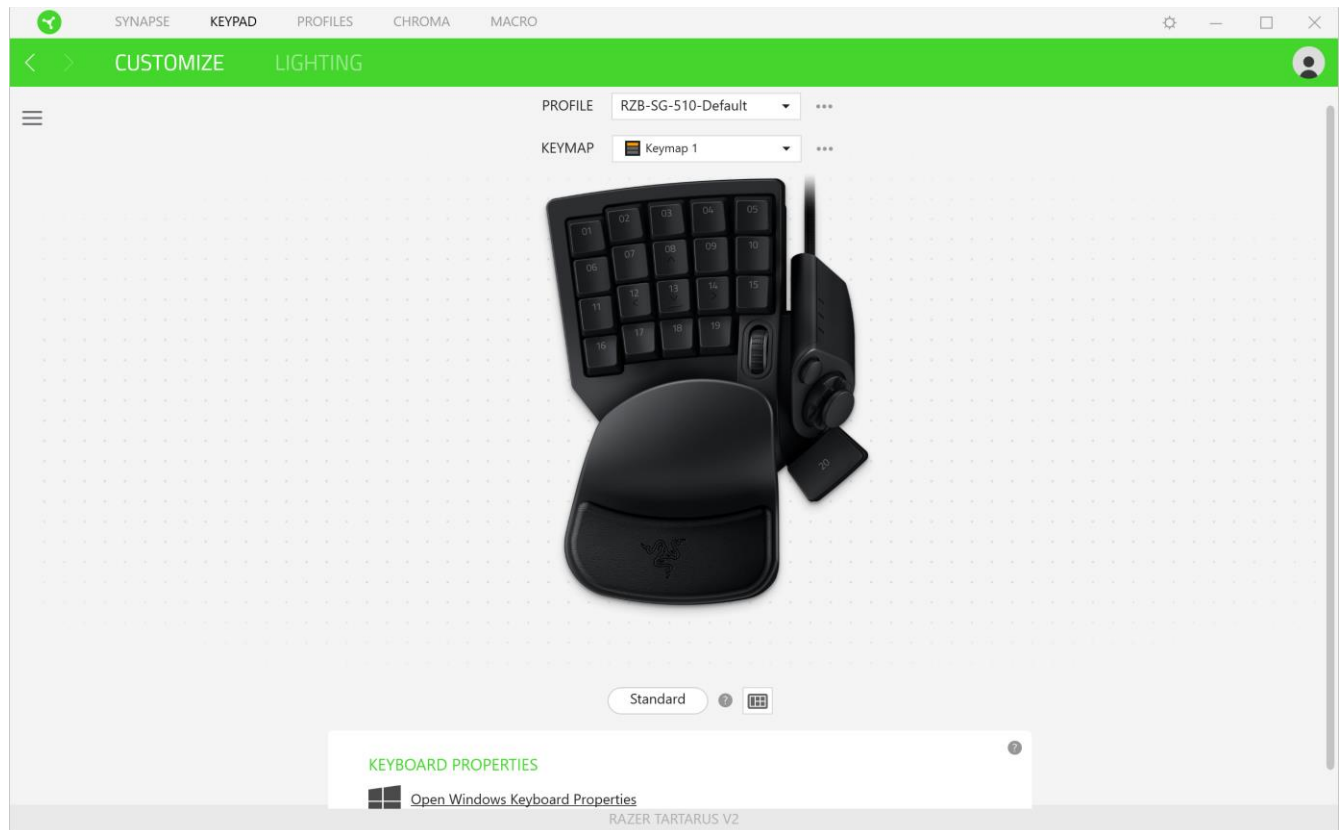 SYNAPSE KEYPAD PROFILES CHROMA MACRO
CUSTOMIZE LIGHTING
PROFILE RZB-SG-510-Default
KEYMAP Keymap 1
01 02 03 04 05
06 07 08 09 10
11 12 13 14 15
16 17 18 19
20
Standard ?
KEYBOARD PROPERTIES ?
Open Windows Keyboard Properties
RAZER TARTARUS V2